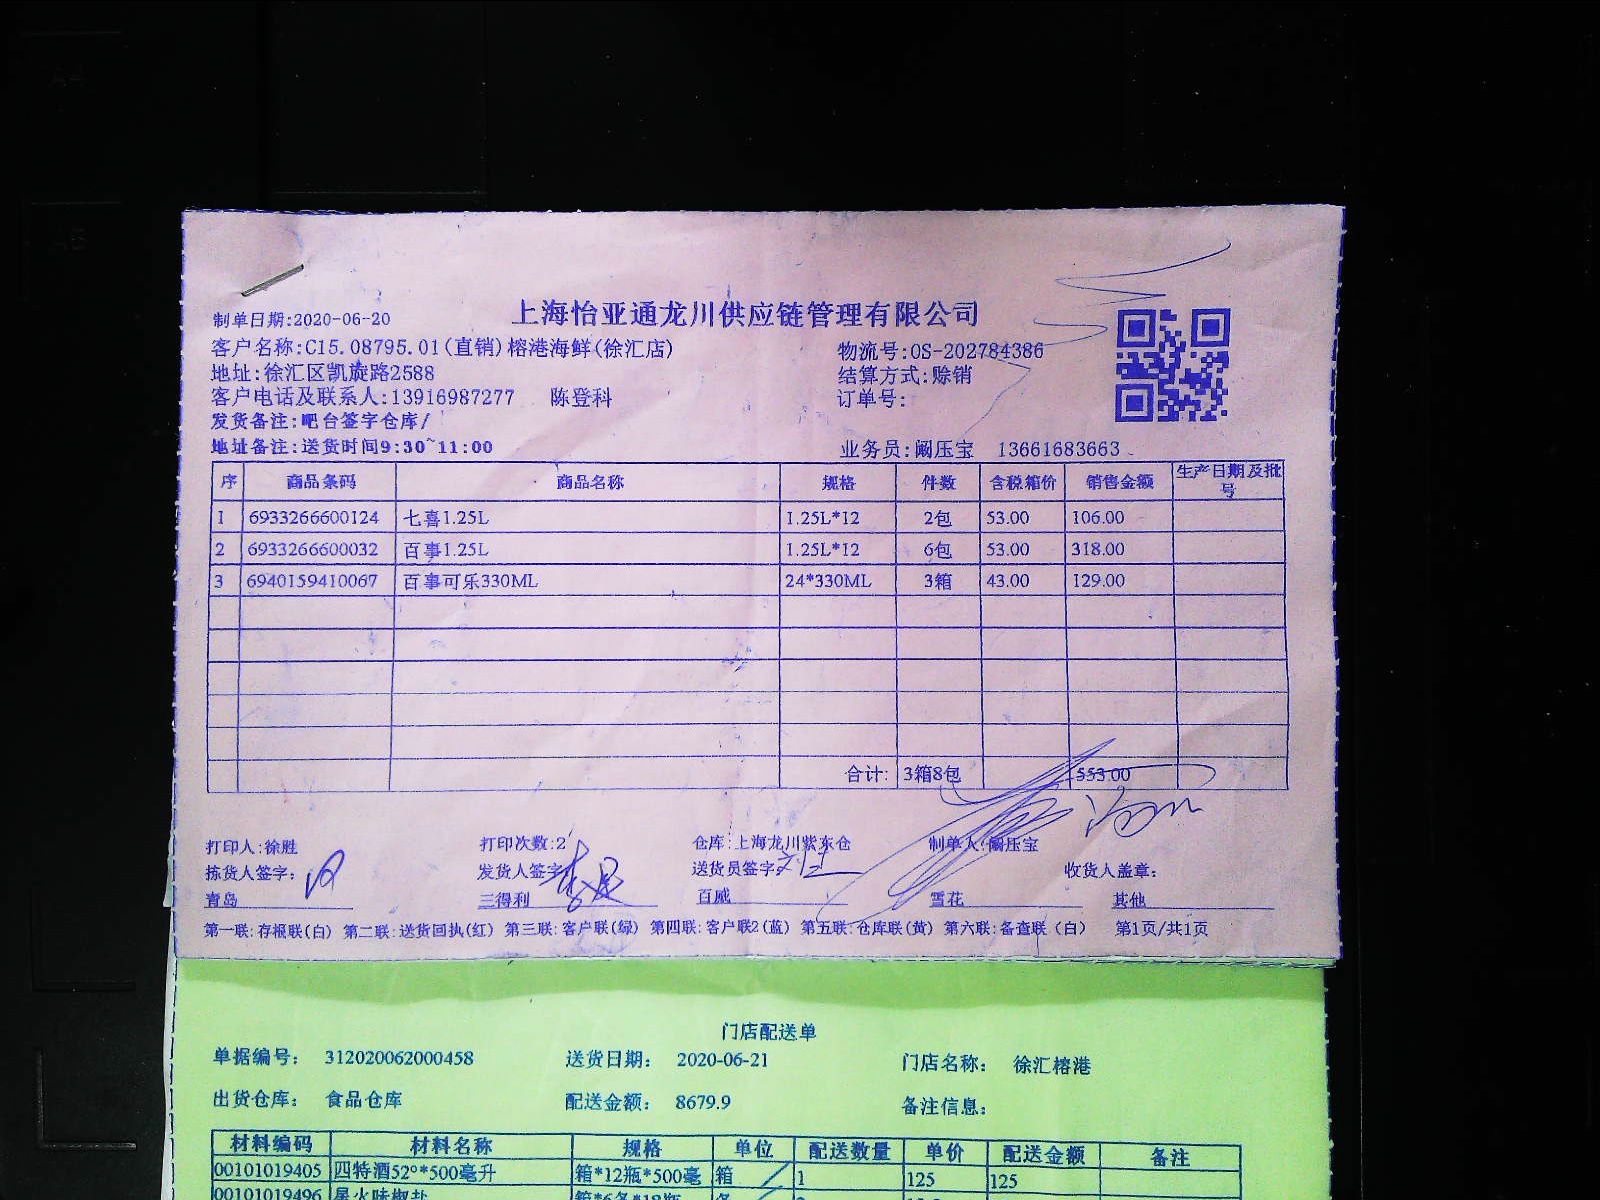 上海怡亚通龙川供应链管理有限公司
制单日期:2020-06-20
客户名称:C15.08795.01(直销)榕港海鲜(徐汇店) 物流号:OS-202784386
地址:徐汇区凯旋路2588 结算方式:赊销
客户电话及联系人:13916987277 陈登科 订单号:
发货备注:吧台签字仓库/
地址备注:送货时间9:30~11:00 业务员:阚压宝 13661683663
序 商品条码 商品名称 规格 件数 含税箱价 销售金额 生产日期及批号
1 6933266600124 七喜1.25L 1.25L*12 2包 53.00 106.00
2 6933266600032 百事1.25L 1.25L*12 6包 53.00 318.00
3 6940159410067 百事可乐330ML 24*330ML 3箱 43.00 129.00
合计: 3箱8包 553.00
打印人:徐胜 打印次数:2 仓库:上海龙川紫东仓 制单人:阚压宝
拣货人签字: 发货人签字 送货员签字: 收货人盖章:
青岛 三得利 百威 雪花 其他
第一联:存根联(白) 第二联:送货回执(红) 第三联:客户联(绿) 第四联:客户联2(蓝) 第五联:仓库联(黄) 第六联:备查联(白) 第1页/共1页
门店配送单
单据编号: 312020062000458 送货日期: 2020-06-21 门店名称: 徐汇榕港
出货仓库: 食品仓库 配送金额: 8679.9 备注信息:
材料编码 材料名称 规格 单位 配送数量 单价 配送金额 备注
00101019405 四特酒52°*500毫升 箱*12瓶*500毫 箱 1 125 125
00101019496 星火味椒盐